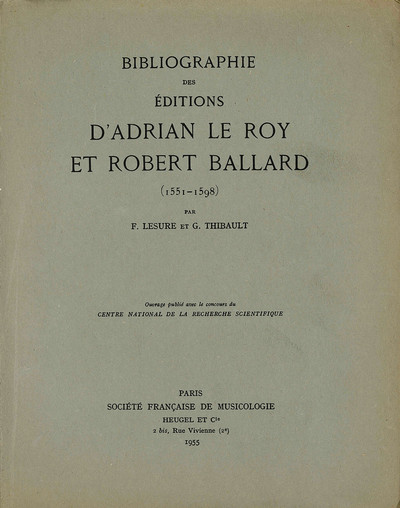 BIBLIOGRAPHIE
DES
ÉDITIONS
D'ADRIAN LE ROY
ET ROBERT BALLARD
(1551-1598)
PAR
F. LESURE ET G. THIBAULT
Ouvrage publié avec le concours du
CENTRE NATIONAL DE LA RECHERCHE SCIENTIFIQUE
PARIS
SOCIÉTÉ FRANÇAISE DE MUSICOLOGIE
HEUGEL ET Cie
2 bis, Rue Vivienne (2e)
1955